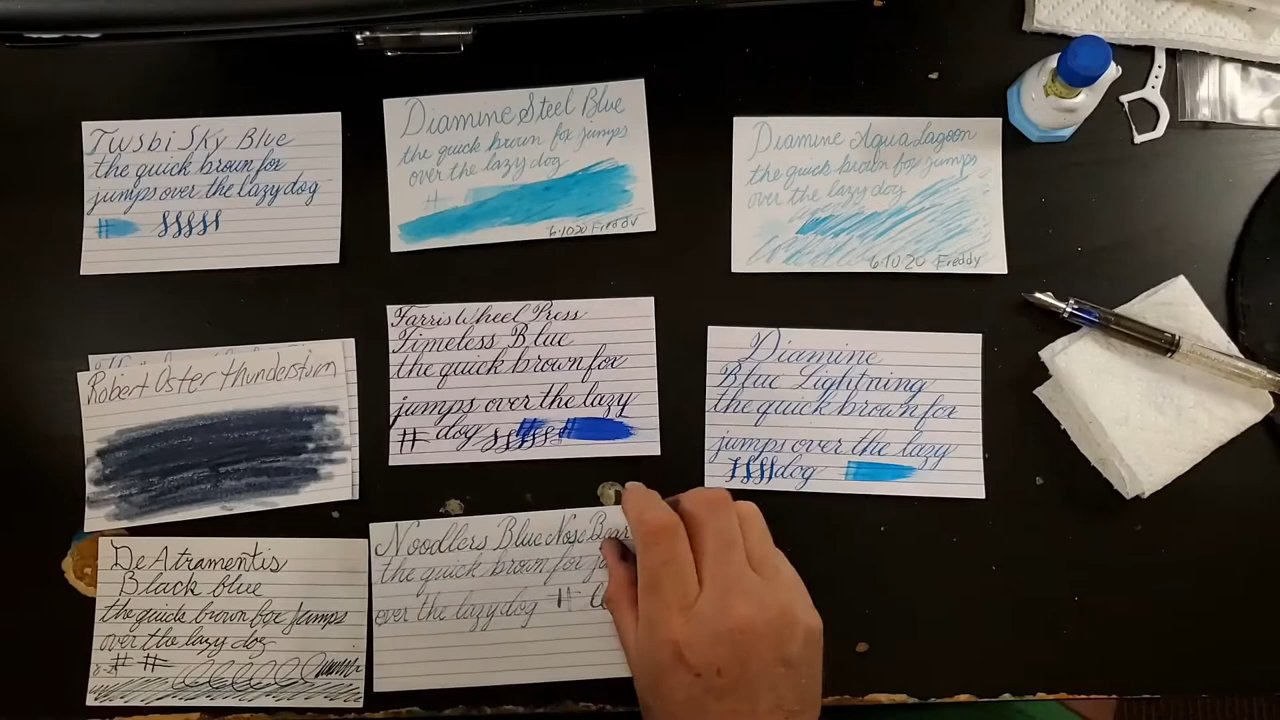 Twsbi Sky Blue
the quick brown fox
jumps over the lazy dog
Diamine Steel Blue
the quick brown fox jumps
over the lazy dog
6.10.20 Freddy
Diamine Aqua Lagoon
the quick brown fox jumps
over the lazy dog
6.10.20 Freddy
Robert Oster thunderstorm
Farris Wheel Press
Timeless Blue
the quick brown fox
jumps over the lazy
# dog
Diamine
Blue Lightning
the quick brown fox
jumps over the lazy
dog
De Atramentis
Black blue
the quick brown fox jumps
over the lazy dog
# #
Noodlers Blue Nose Bear
the quick brown fox
over the lazy dog #